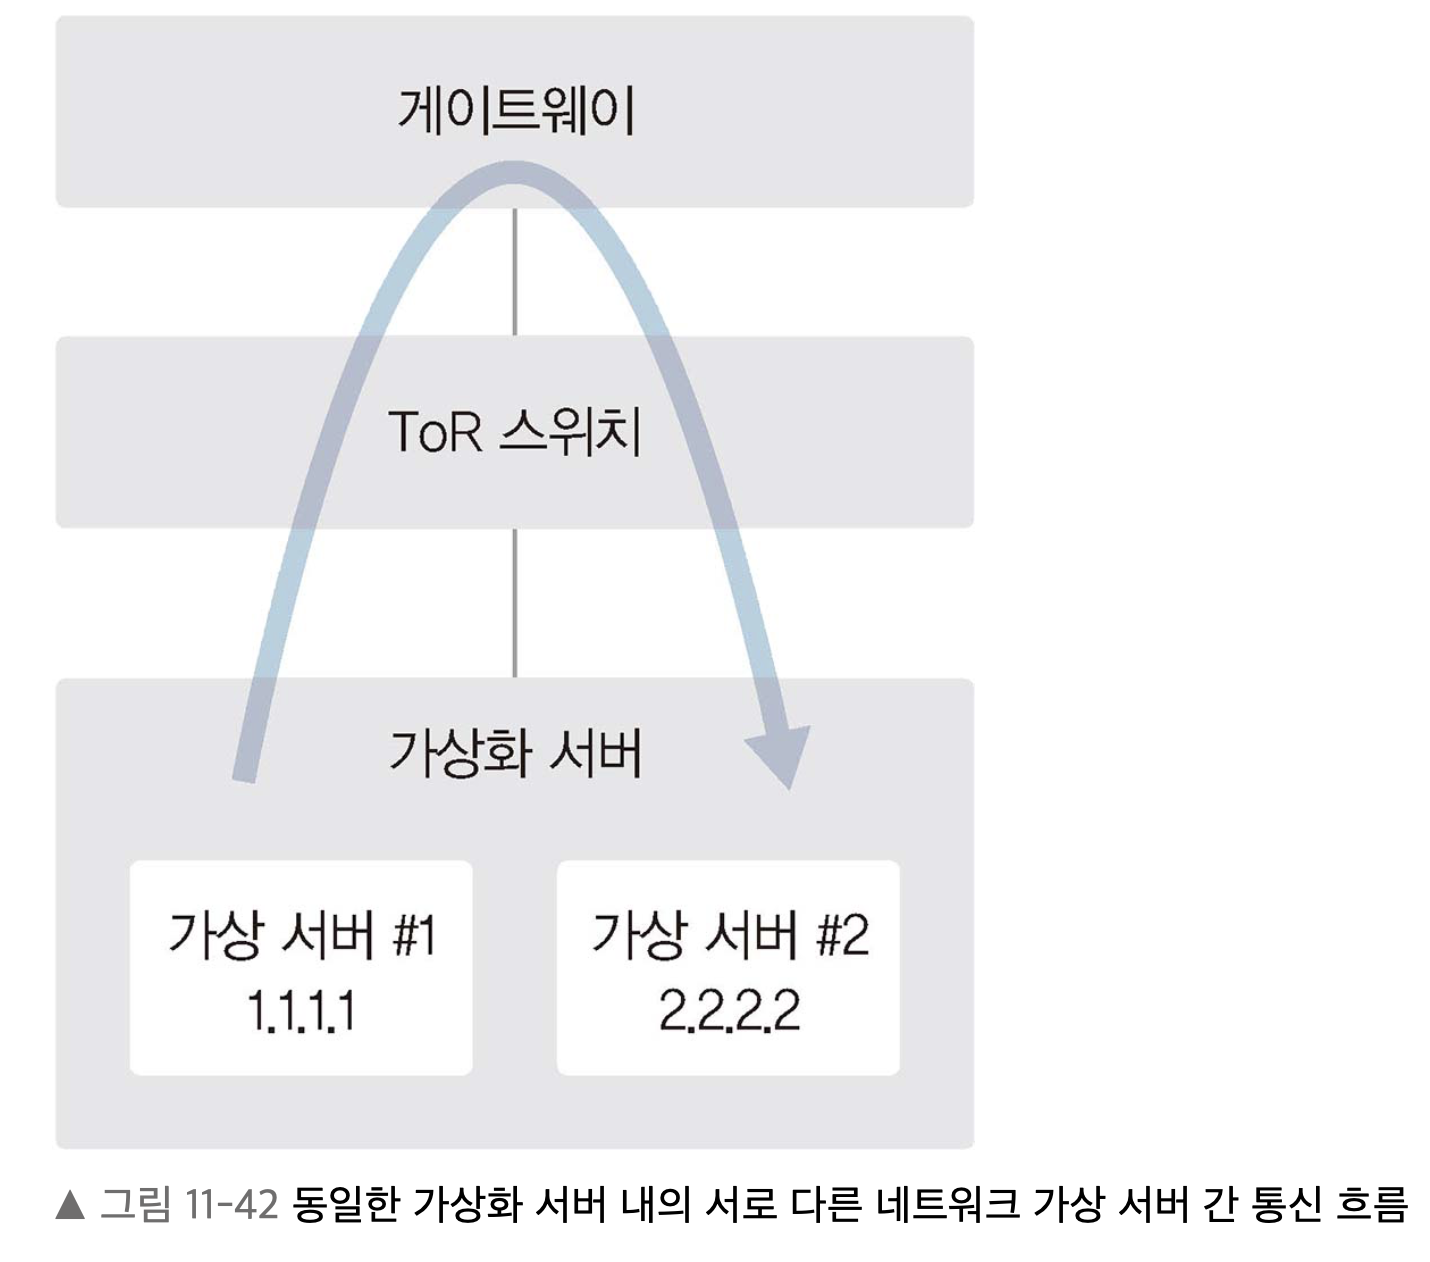 게이트웨이
ToR 스위치
가상화 서버
가상 서버 #1
1.1.1.1
가상 서버 #2
2.2.2.2
▲ 그림 11-42 동일한 가상화 서버 내의 서로 다른 네트워크 가상 서버 간 통신 흐름